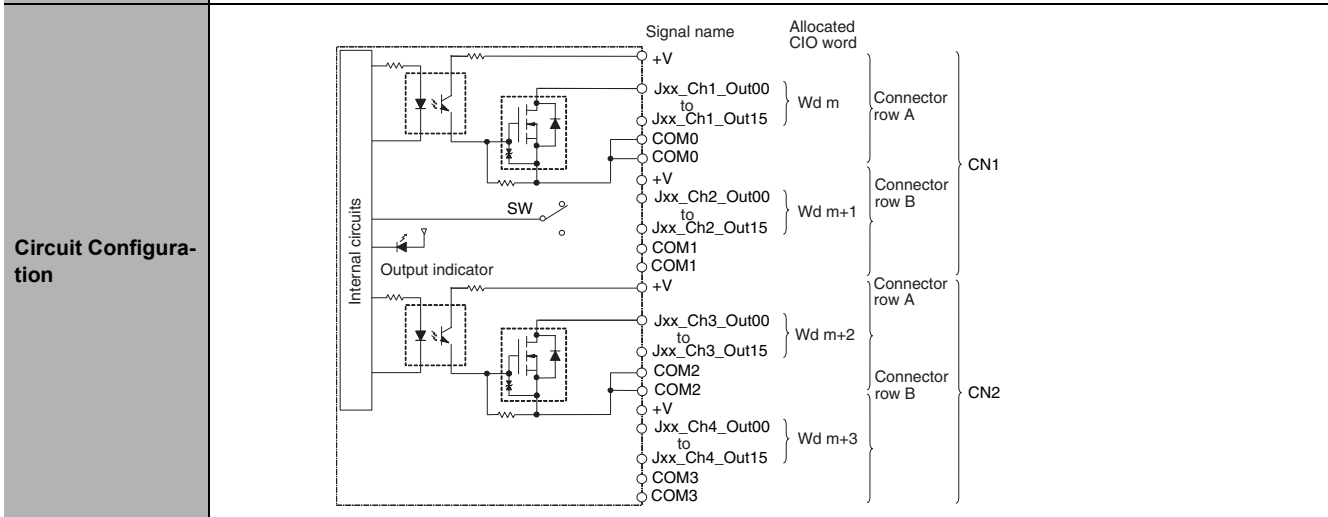 Circuit Configura-
tion
Internal circuits
SW
Output indicator
Signal name
Allocated
CIO word
+V
Jxx_Ch1_Out00
to
Jxx_Ch1_Out15
COM0
COM0
Wd m
Connector
row A
+V
Jxx_Ch2_Out00
to
Jxx_Ch2_Out15
COM1
COM1
Wd m+1
Connector
row B
CN1
+V
Jxx_Ch3_Out00
to
Jxx_Ch3_Out15
COM2
COM2
Wd m+2
Connector
row A
+V
Jxx_Ch4_Out00
to
Jxx_Ch4_Out15
COM3
COM3
Wd m+3
Connector
row B
CN2